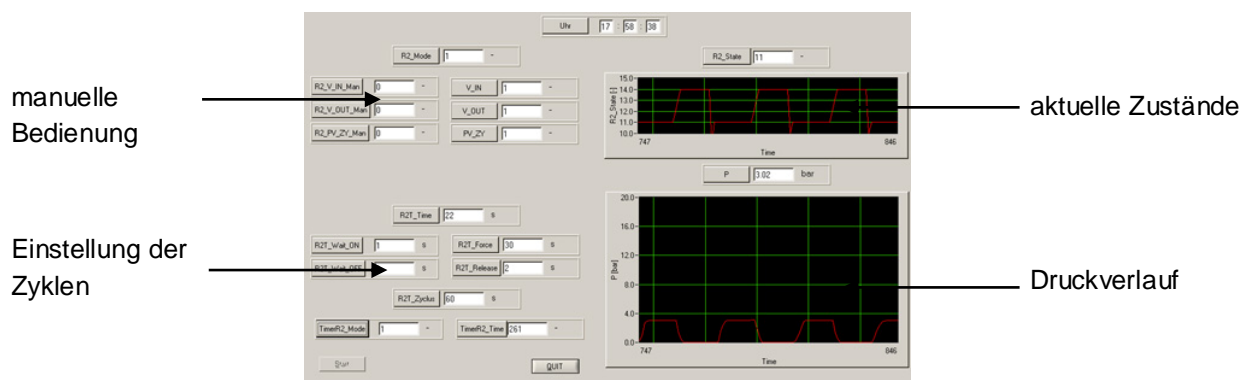 Uhr 17 : 58 : 38
R2_Mode 1 -
R2_State 11 -
manuelle
Bedienung
R2_V_IN_Man 0 -
V_IN 1 -
R2_V_OUT_Man 0 -
V_OUT 1 -
R2_PV_ZY_Man 0 -
PV_ZY 1 -
R2_State [-]
15.0
14.0
13.0
12.0
11.0
10.0
747
846
Time
aktuelle Zustände
P 3.02 bar
R2T_Time 22 s
Einstellung der
Zyklen
R2T_Wait_ON 1 s
R2T_Force 30 s
R2T_Wait_OFF s
R2T_Release 2 s
R2T_Zyclus 60 s
TimerR2_Mode 1 -
TimerR2_Time 261 -
Start
QUIT
P [bar]
20.0
16.0
12.0
8.0
4.0
0.0
747
846
Time
Druckverlauf